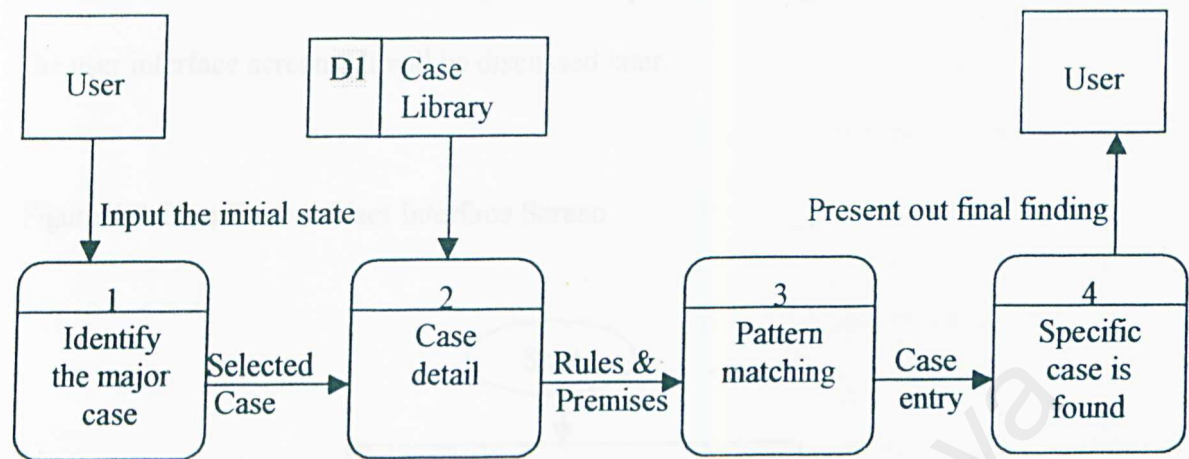 User
D1
Case
Library
User
Input the initial state
Present out final finding
1
Identify
the major
case
Selected
Case
2
Case
detail
Rules &
Premises
3
Pattern
matching
Case
entry
4
Specific
case is
found